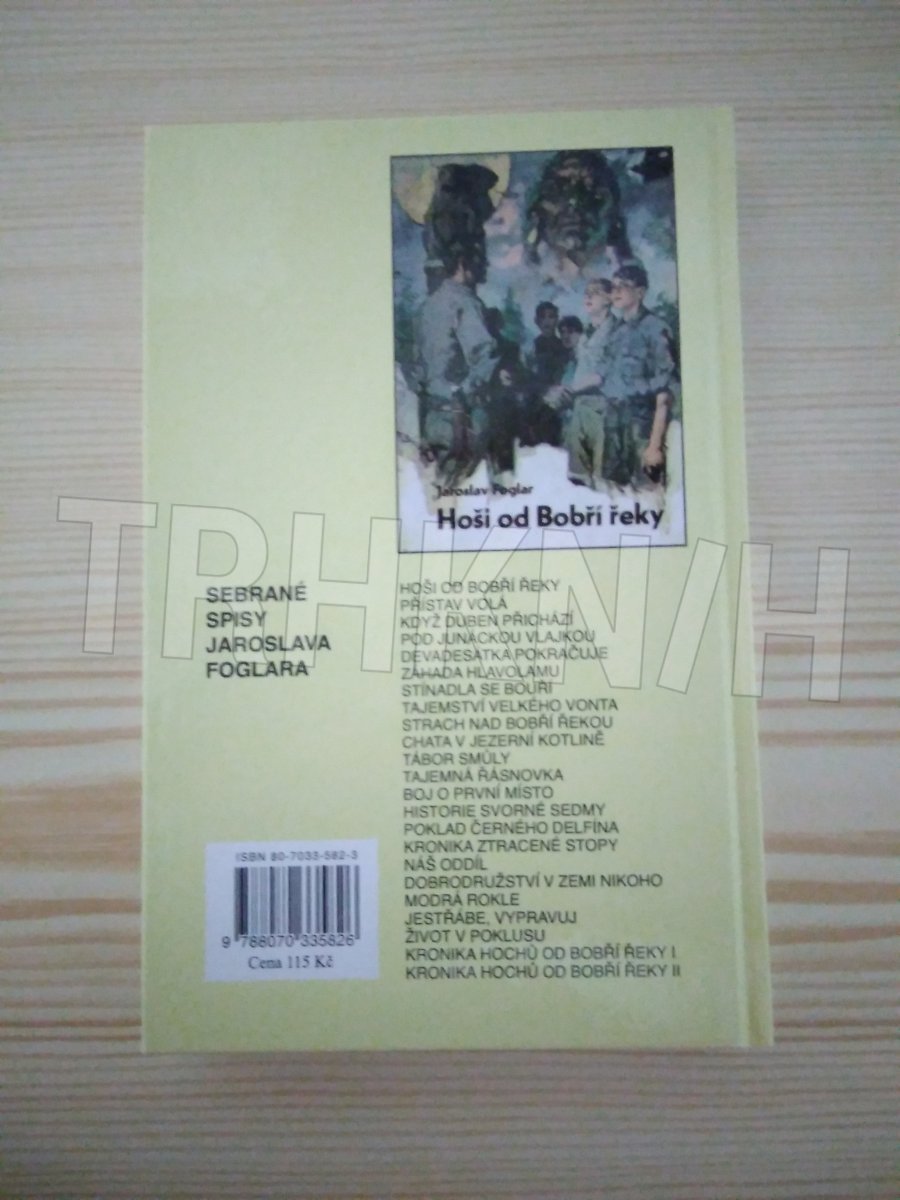 Jaroslav Foglar
Hoši od Bobří řeky
TRHKNIH
SEBRANÉ
SPISY
JAROSLAVA
FOGLARA
HOŠI OD BOBŘÍ ŘEKY
PŘÍSTAV VOLÁ
KDYŽ DUBEN PŘICHÁZÍ
POD JUNÁCKOU VLAJKOU
DEVADESÁTKA POKRAČUJE
ZÁHADA HLAVOLAMU
STÍNADLA SE BOUŘÍ
TAJEMSTVÍ VELKÉHO VONTA
STRACH NAD BOBŘÍ ŘEKOU
CHATA V JEZERNÍ KOTLINĚ
TÁBOR SMŮLY
TAJEMNÁ ŘÁSNOVKA
BOJ O PRVNÍ MÍSTO
HISTORIE SVORNÉ SEDMY
POKLAD ČERNÉHO DELFÍNA
KRONIKA ZTRACENÉ STOPY
NÁŠ ODDÍL
DOBRODRUŽSTVÍ V ZEMI NIKOHO
MODRÁ ROKLE
JESTŘÁBE, VYPRAVUJ
ŽIVOT V POKLUSU
KRONIKA HOCHŮ OD BOBŘÍ ŘEKY I
KRONIKA HOCHŮ OD BOBŘÍ ŘEKY II
ISBN 80-7033-582-3
9 788070 335826
Cena 115 Kč